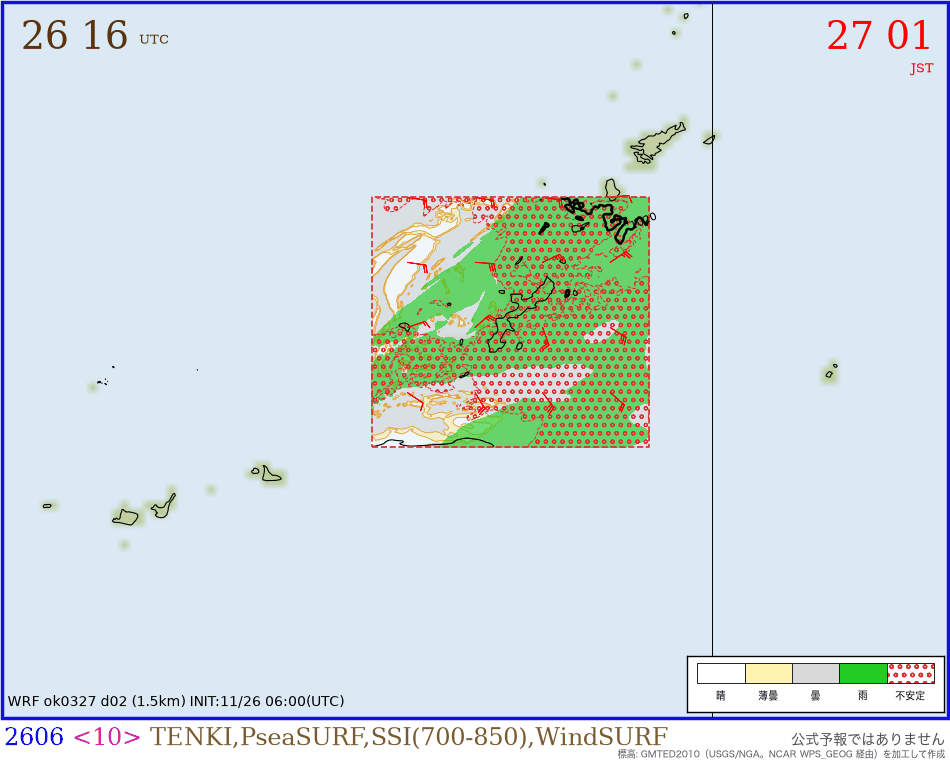 26 16 UTC
27 01
JST
晴 薄曇 曇 雨 不安定
WRF ok0327 d02 (1.5km) INIT:11/26 06:00(UTC)
2606 <10> TENKI,PseaSURF,SSI(700-850),WindSURF
公式予報ではありません
標高: GMTED2010（USGS/NGA。NCAR WPS_GEOG 経由）を加工して作成